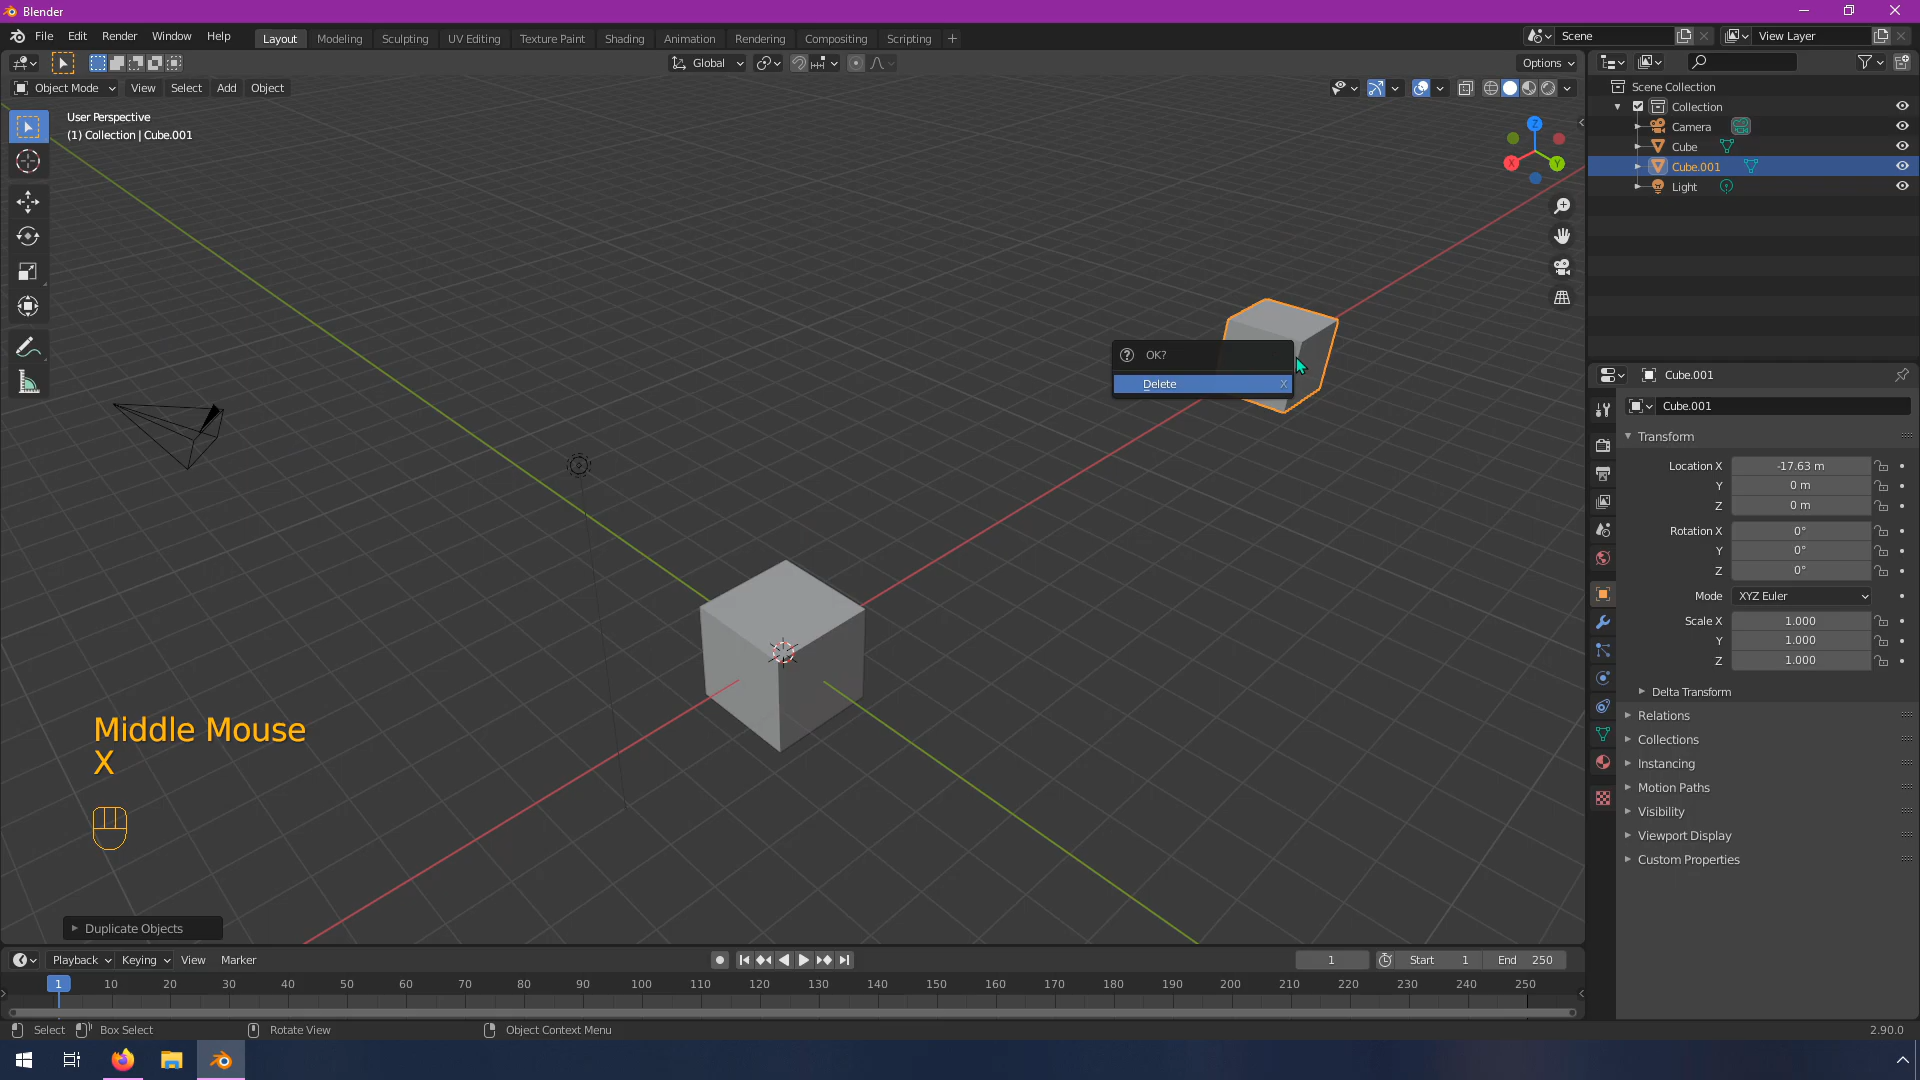 Blender
File Edit Render Window Help
Layout Modeling Sculpting UV Editing Texture Paint Shading Animation Rendering Compositing Scripting +
Scene
View Layer
Global
Options
Object Mode View Select Add Object
User Perspective
(1) Collection | Cube.001
Z
X
Y
Scene Collection
Collection
Camera
Cube
Cube.001
Light
OK?
Delete X
Cube.001
Cube.001
Transform
Location X -17.63 m
Y 0 m
Z 0 m
Rotation X 0°
Y 0°
Z 0°
Mode XYZ Euler
Scale X 1.000
Y 1.000
Z 1.000
Delta Transform
Relations
Collections
Instancing
Motion Paths
Visibility
Viewport Display
Custom Properties
Middle Mouse
X
Duplicate Objects
Playback Keying View Marker
1 Start 1 End 250
1 10 20 30 40 50 60 70 80 90 100 110 120 130 140 150 160 170 180 190 200 210 220 230 240 250
Select Box Select Rotate View Object Context Menu 2.90.0